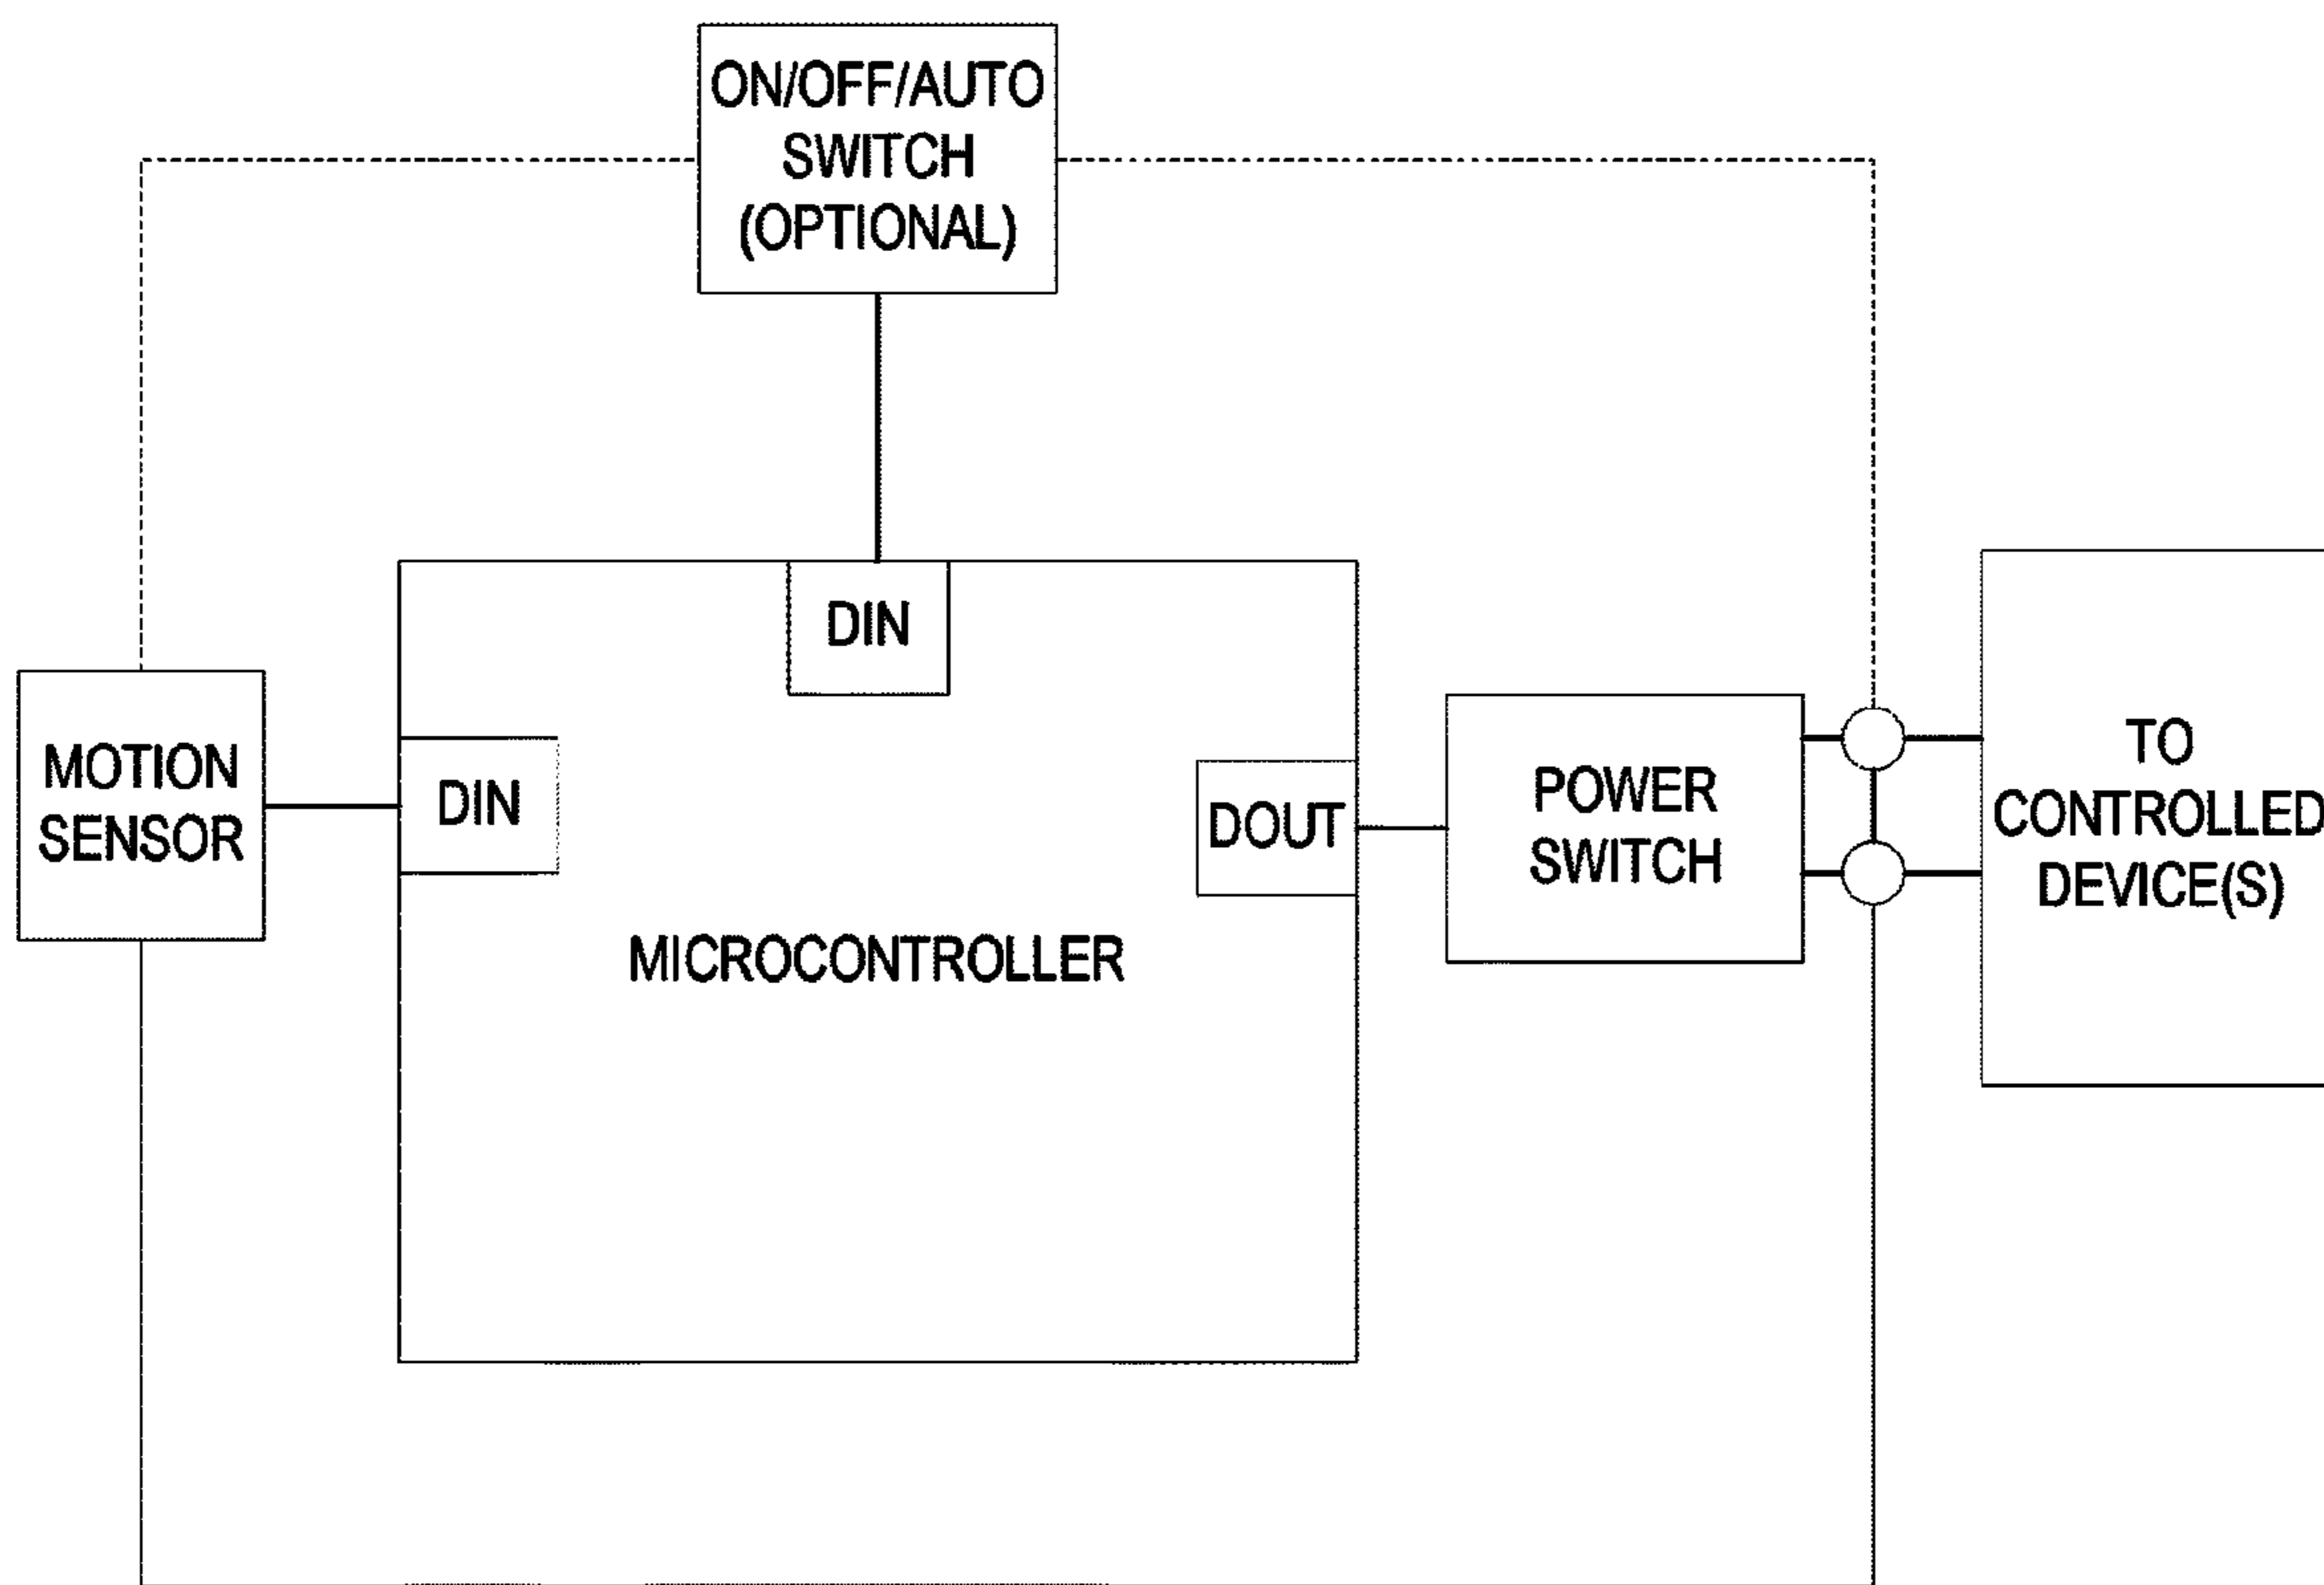 ON/OFF/AUTO
SWITCH
(OPTIONAL)
DIN
MOTION
SENSOR
DIN
DOUT
POWER
SWITCH
TO
CONTROLLED
DEVICE(S)
MICROCONTROLLER